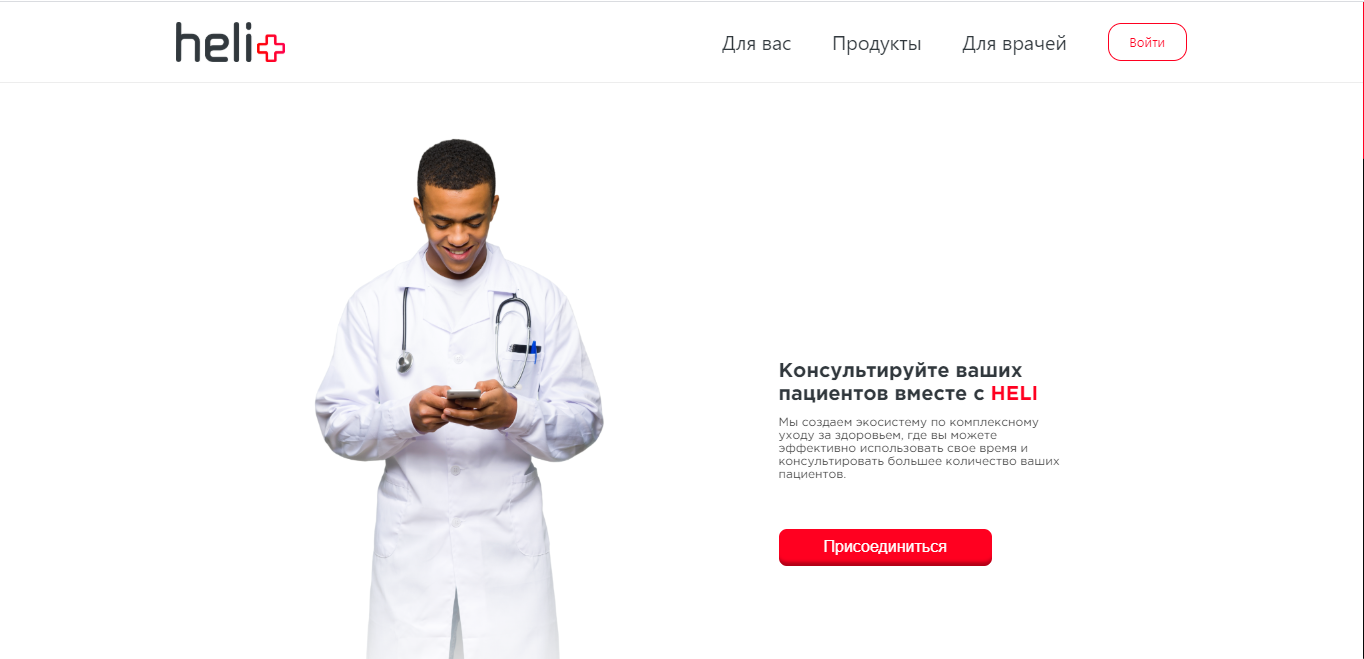 heli
Для вас
Продукты
Для врачей
Войти
Консультируйте ваших
пациентов вместе с HELI
Мы создаем экосистему по комплексному
уходу за здоровьем, где вы можете
эффективно использовать свое время и
консультировать большее количество ваших
пациентов.
Присоединиться